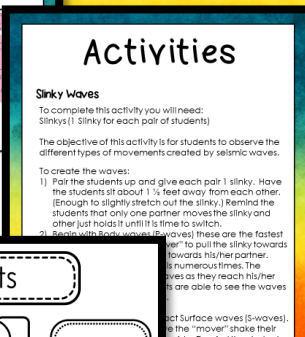 Activities
Slinky Waves
To complete this activity you will need:
Slinkys (1 Slinky for each pair of students)
The objective of this activity is for students to observe the
different types of movements created by seismic waves.
To create the waves:
1) Pair the students up and give each pair 1 slinky. Have
the students sit about 1 ½ feet away from each other.
(Enough to slightly stretch out the slinky.) Remind the
students that only one partner moves the slinky and
other just holds it until it is time to switch.
2) Begin with Body waves (P-waves) these are the fastest
ver" to pull the slinky towards
towards his/her partner.
is numerous times. The
ves as they reach his/her
ts are able to see the waves
act Surface waves (S-waves).
ve the "mover" shake their
ts